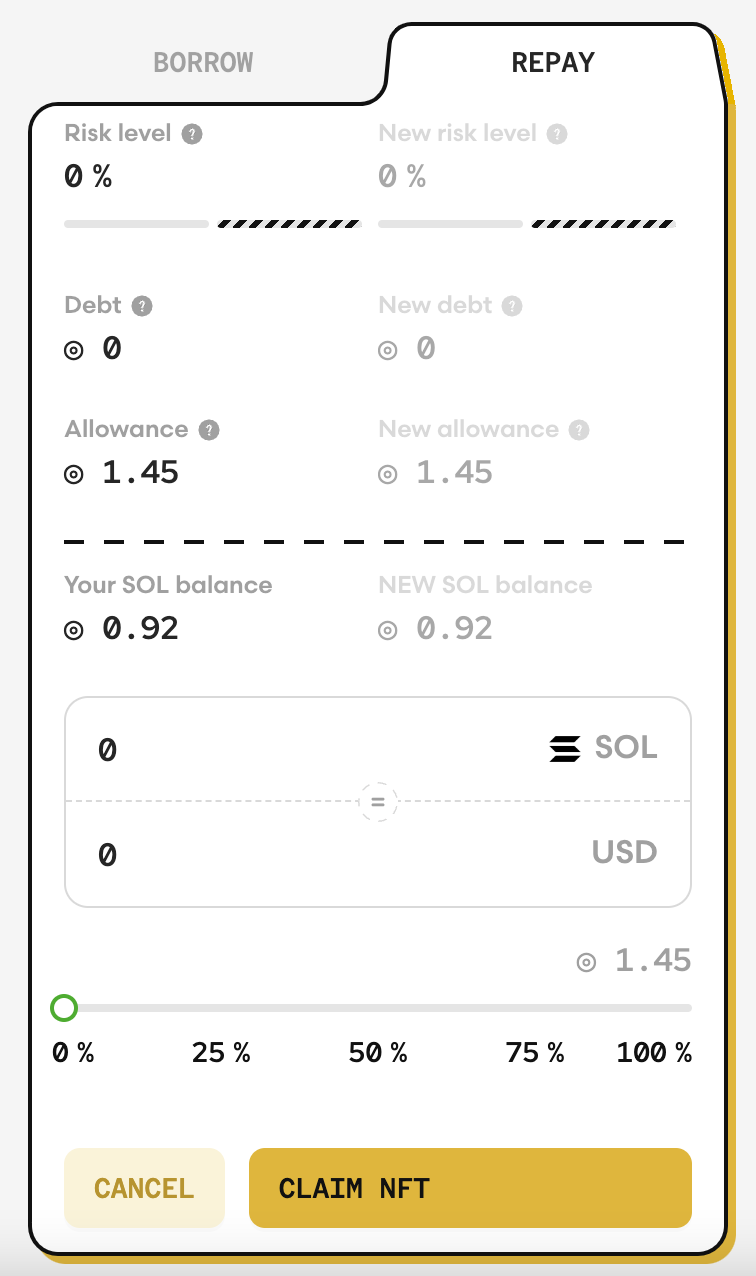 BORROW REPAY
Risk level ? New risk level ?
0 % 0 %
Debt ? New debt ?
◎ 0 ◎ 0
Allowance ? New allowance ?
◎ 1.45 ◎ 1.45
Your SOL balance NEW SOL balance
◎ 0.92 ◎ 0.92
0 SOL
=
0 USD
◎ 1.45
0 % 25 % 50 % 75 % 100 %
CANCEL CLAIM NFT